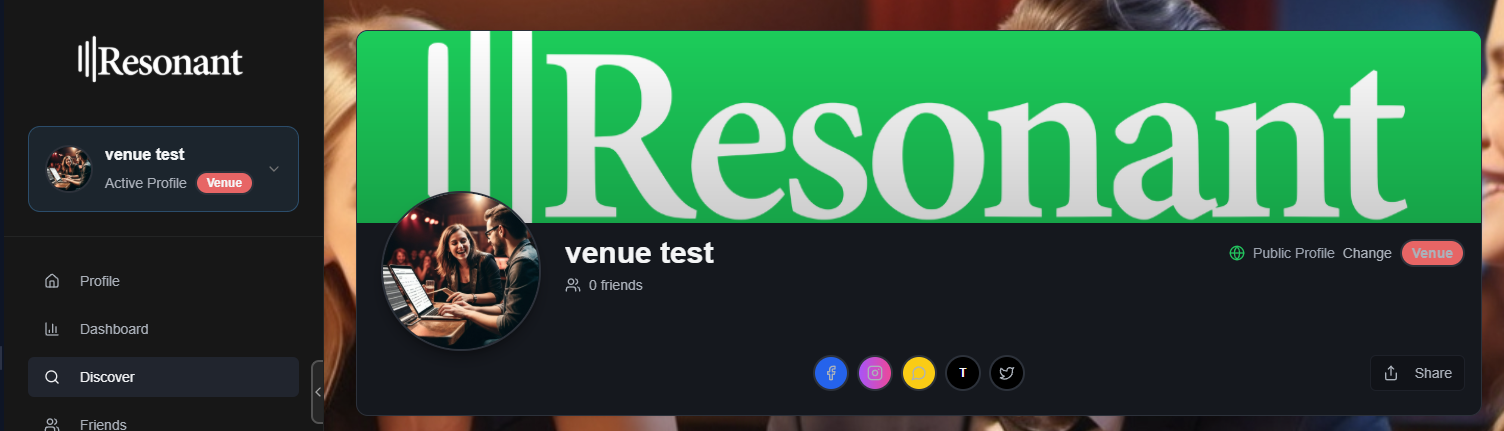 Resonant
venue test
Active Profile Venue
Profile
Dashboard
Discover
Friends
Resonant
venue test
Public Profile Change Venue
0 friends
T
Share